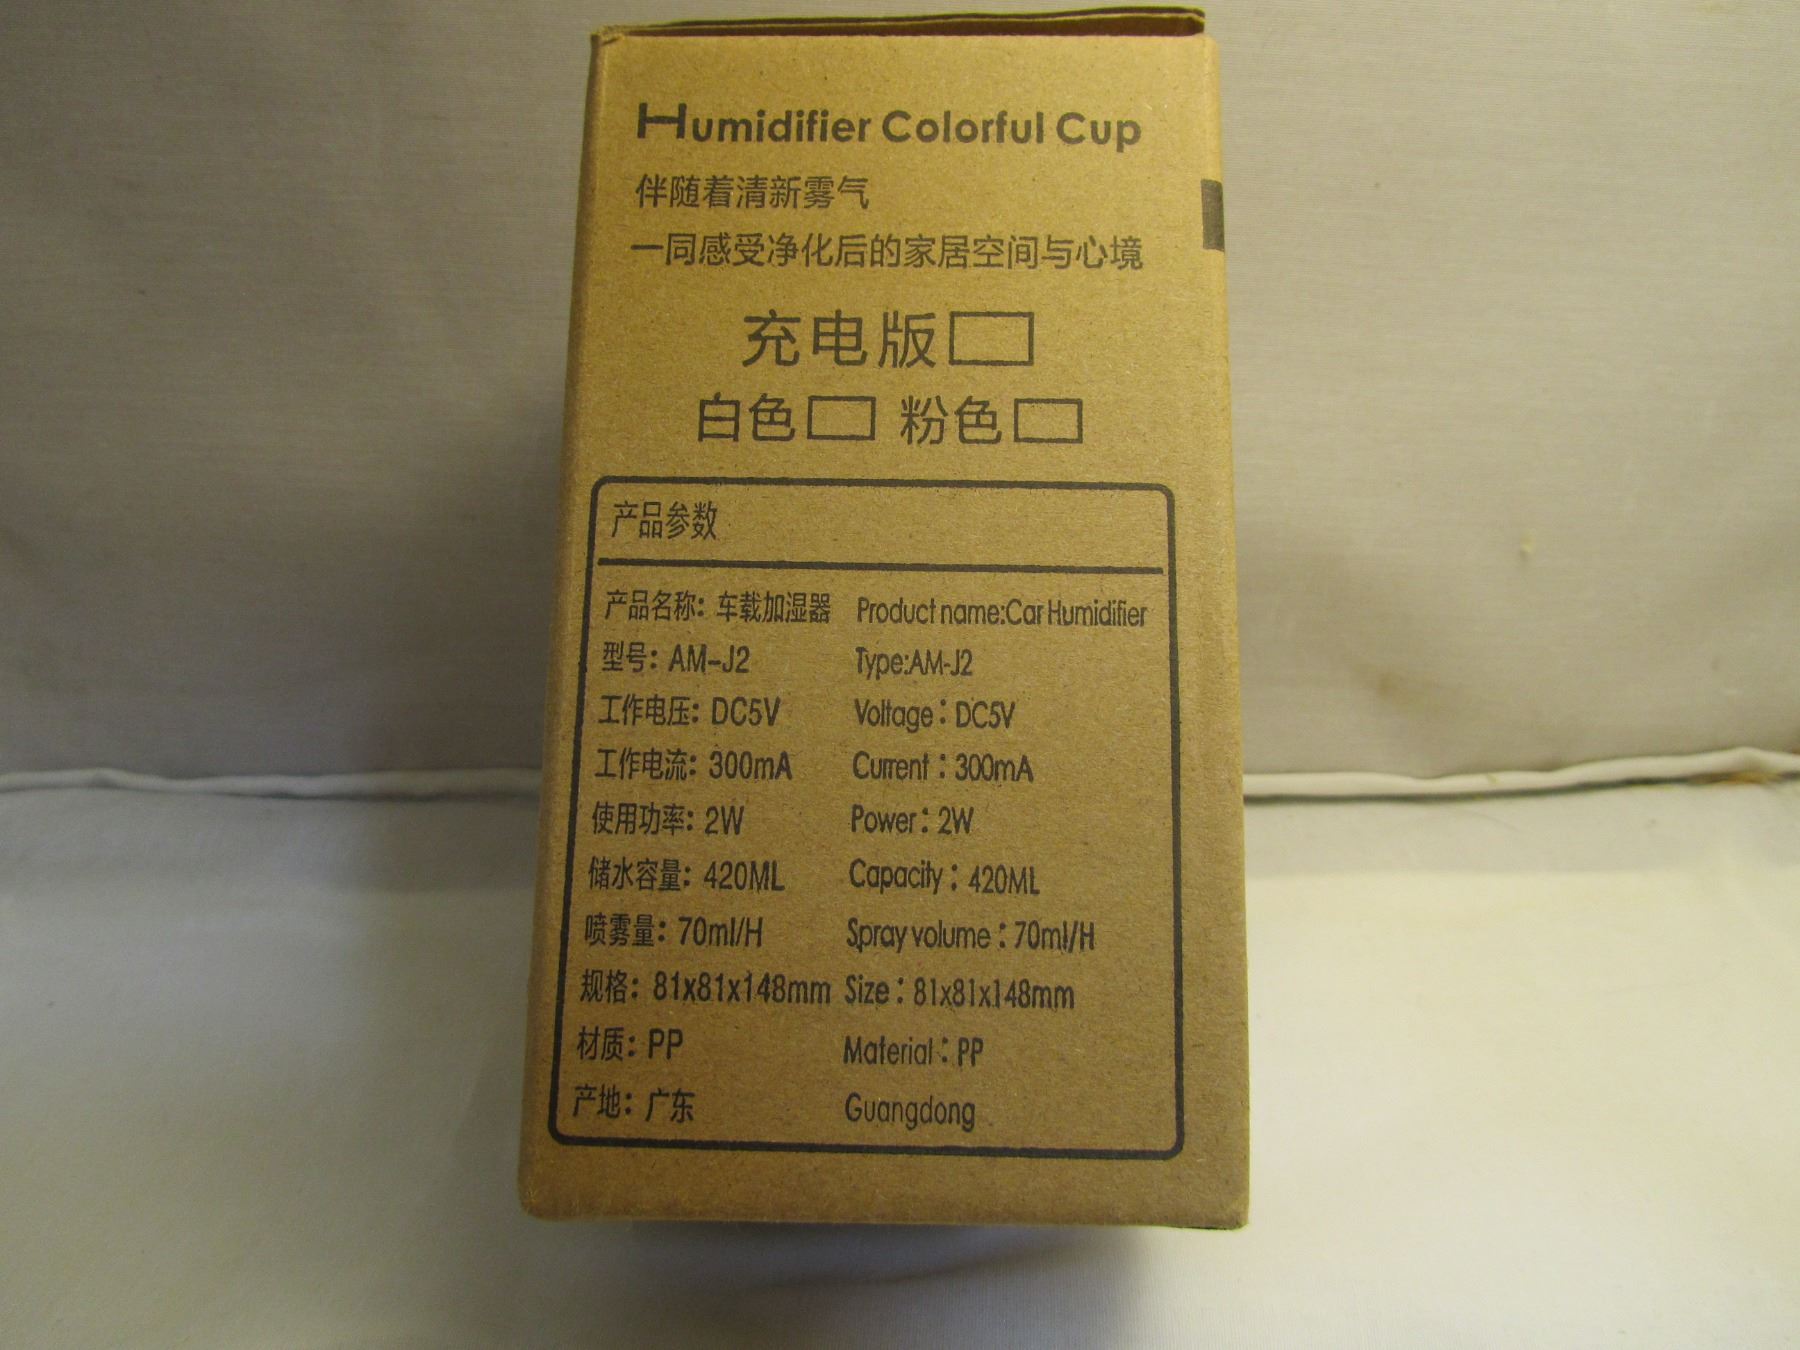 Humidifier Colorful Cup
伴随着清新雾气
一同感受净化后的家居空间与心境
充电版
白色 粉色
产品参数
产品名称: 车载加湿器 Product name:Car Humidifier
型号: AM-J2 Type:AM-J2
工作电压: DC5V Voltage: DC5V
工作电流: 300mA Current: 300mA
使用功率: 2W Power: 2W
储水容量: 420ML Capacity: 420ML
喷雾量: 70ml/H Spray volume: 70ml/H
规格: 81x81x148mm Size: 81x81x148mm
材质: PP Material: PP
产地: 广东 Guangdong